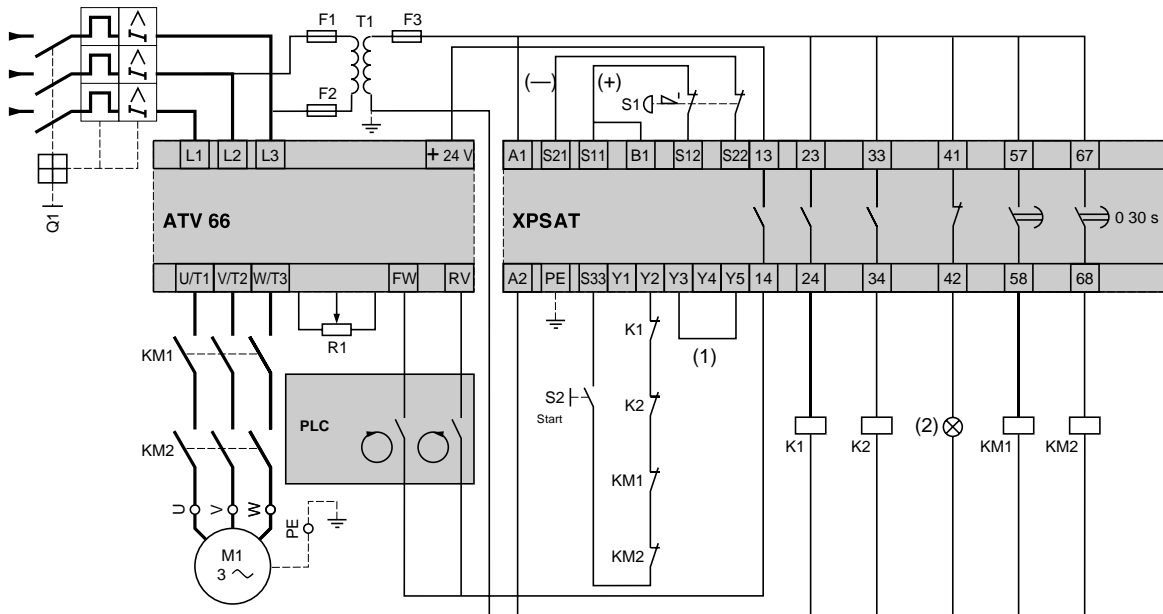 F1 T1 F3
(—) (+)
F2 S1
L1 L2 L3 + 24 V A1 S21 S11 B1 S12 S22 13 23 33 41 57 67
Q1
ATV 66 XPSAT 0 30 s
U/T1 V/T2 W/T3 FW RV A2 PE S33 Y1 Y2 Y3 Y4 Y5 14 24 34 42 58 68
K1
R1
KM1 (1)
S2
Start
K2
PLC
(2)
KM2 K1 K2 KM1 KM2
KM1
U V W PE
KM2
M1
3